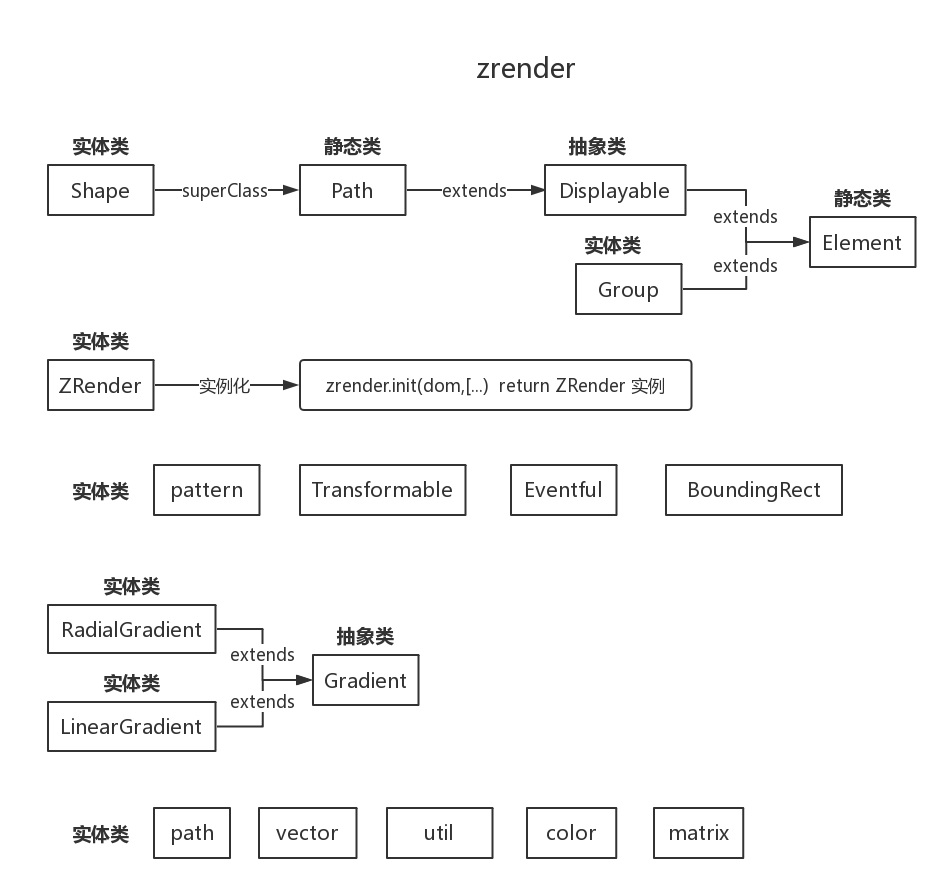 zrender
实体类
静态类
抽象类
Shape
superClass
Path
extends
Displayable
extends
静态类
Element
实体类
Group
extends
实体类
ZRender
实例化
zrender.init(dom,[...) return ZRender 实例
实体类
pattern
Transformable
Eventful
BoundingRect
实体类
RadialGradient
extends
抽象类
Gradient
实体类
LinearGradient
extends
实体类
path
vector
util
color
matrix